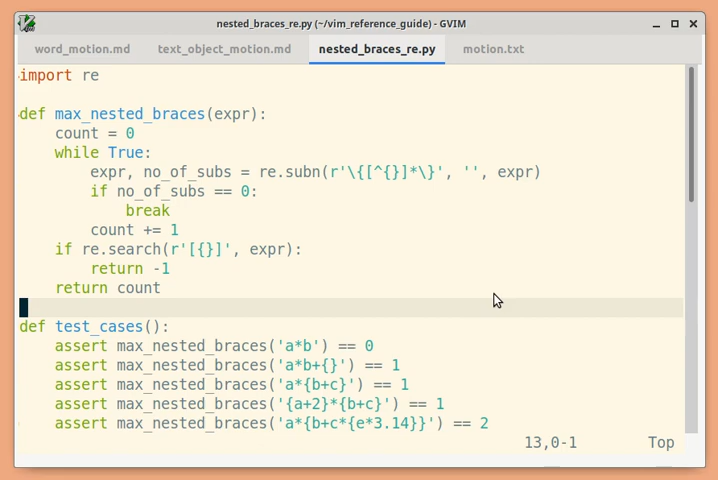 nested_braces_re.py (~/vim_reference_guide) - GVIM
word_motion.md text_object_motion.md nested_braces_re.py motion.txt
import re
def max_nested_braces(expr):
    count = 0
    while True:
        expr, no_of_subs = re.subn(r'\{[^{}]*\}', '', expr)
        if no_of_subs == 0:
            break
        count += 1
    if re.search(r'[{}]', expr):
        return -1
    return count
def test_cases():
    assert max_nested_braces('a*b') == 0
    assert max_nested_braces('a*b+{}') == 1
    assert max_nested_braces('a*{b+c}') == 1
    assert max_nested_braces('{a+2}*{b+c}') == 1
    assert max_nested_braces('a*{b+c*{e*3.14}}') == 2
13,0-1 Top